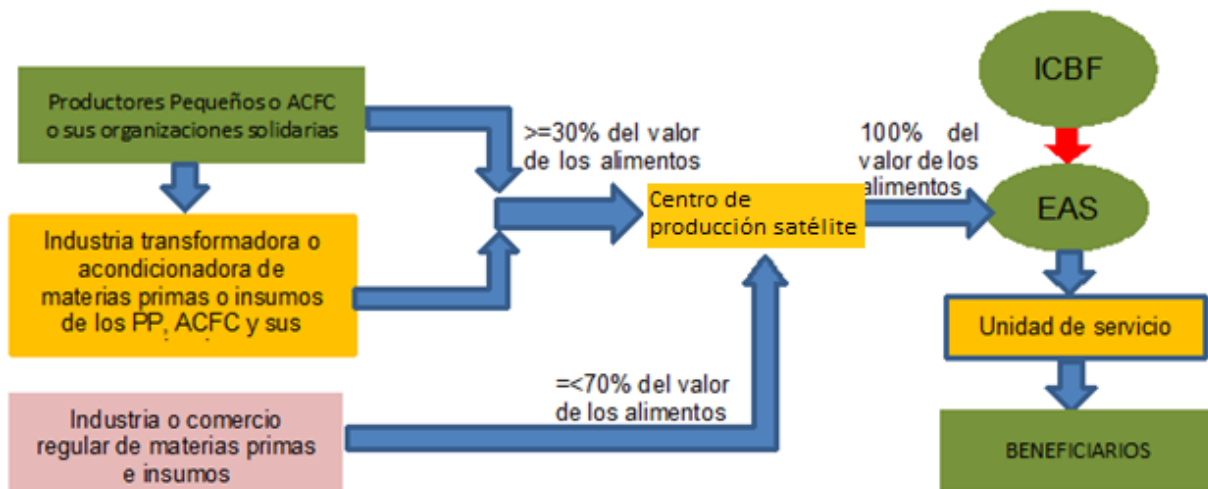 Productores Pequeños o ACFC
o sus organizaciones solidarias
Industria transformadora o
acondicionadora de
materias primas o insumos
de los PP, ACFC y sus
Industria o comercio
regular de materias primas
e insumos
>=30% del valor
de los alimentos
=<70% del valor
de los alimentos
Centro de
producción satélite
100% del
valor de los
alimentos
ICBF
EAS
Unidad de servicio
BENEFICIARIOS